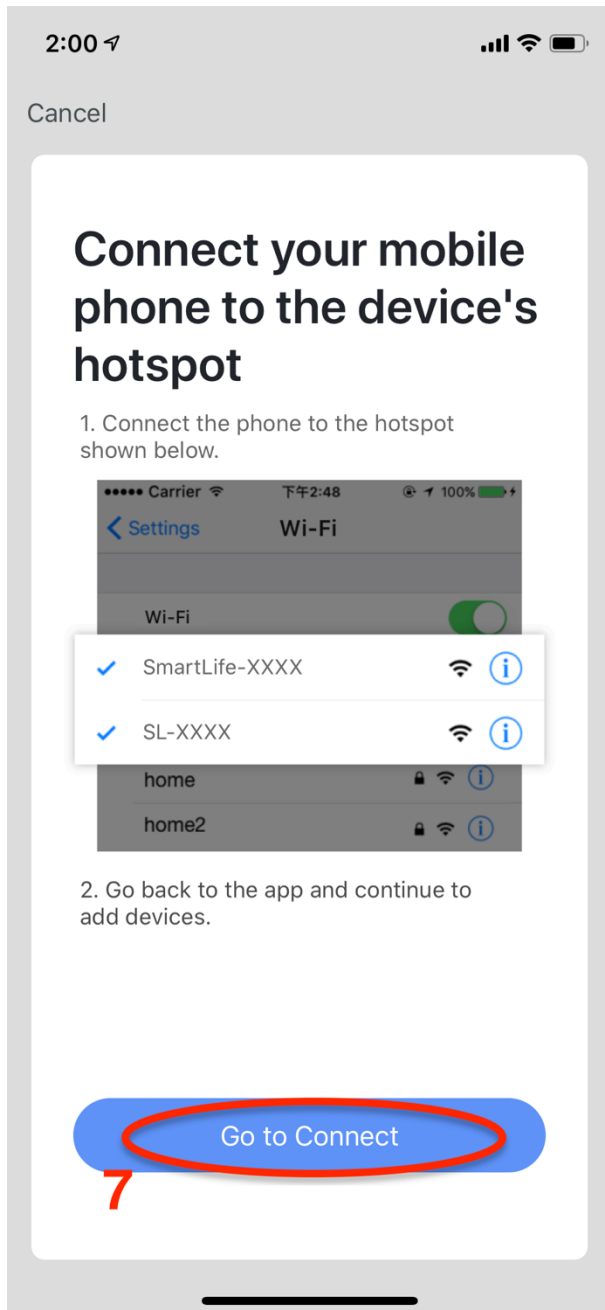 2:00
Cancel
Connect your mobile
phone to the device's
hotspot
1. Connect the phone to the hotspot
shown below.
Carrier 下午2:48 100%
Settings Wi-Fi
Wi-Fi
SmartLife-XXXX
SL-XXXX
home
home2
2. Go back to the app and continue to
add devices.
Go to Connect
7